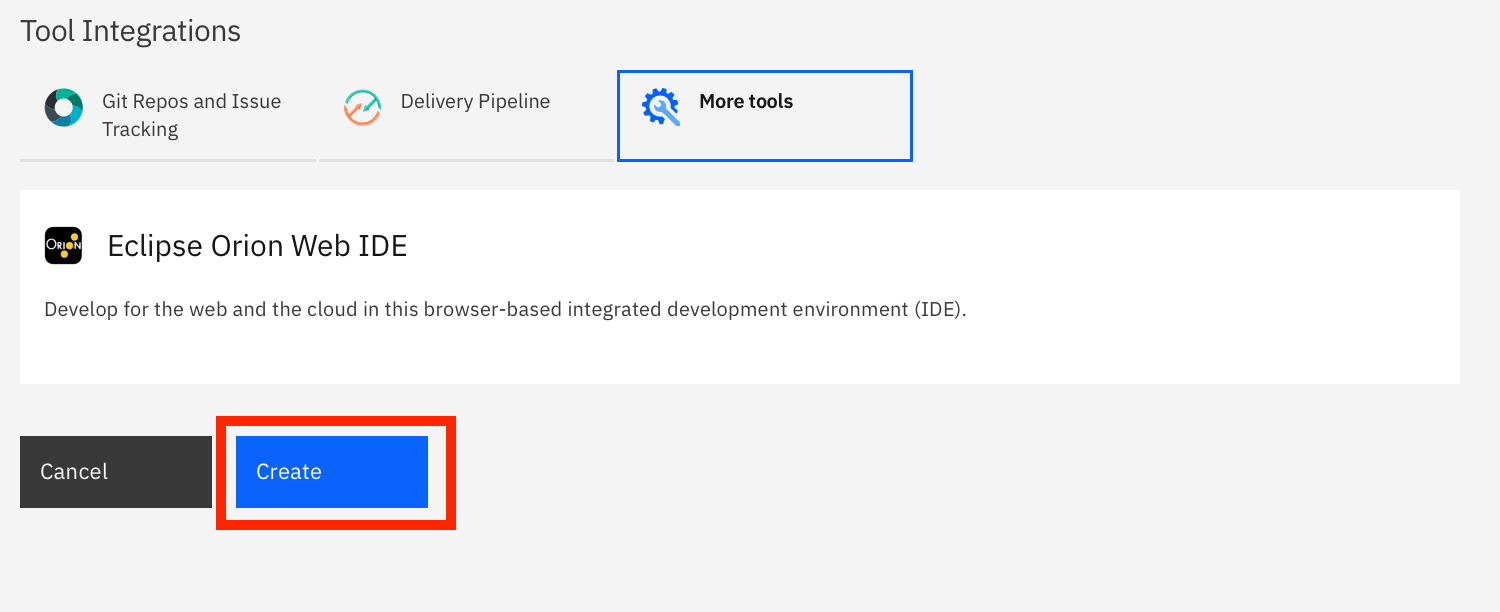 Tool Integrations
Git Repos and Issue
Tracking
Delivery Pipeline
More tools
ORION
Eclipse Orion Web IDE
Develop for the web and the cloud in this browser-based integrated development environment (IDE).
Cancel
Create